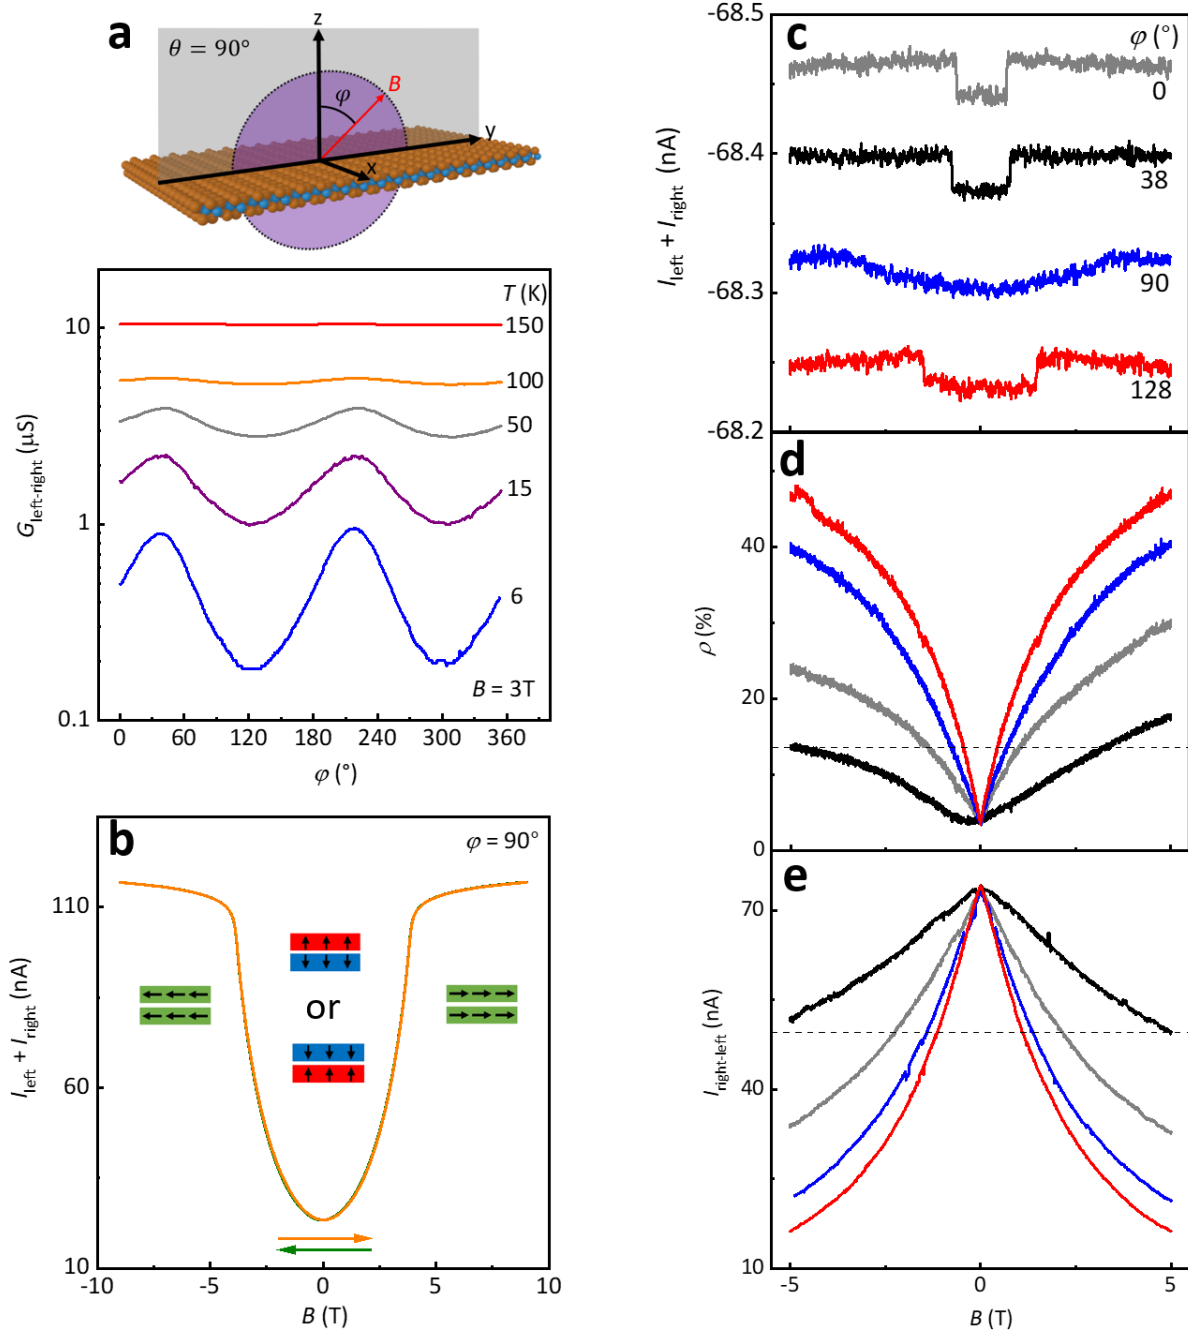 a
θ = 90°
z
B
φ
y
x
T (K)
150
100
50
15
6
B = 3T
10
1
0.1
G_left-right (μS)
0 60 120 180 240 300 360
φ (°)
b
φ = 90°
or
110
60
10
I_left + I_right (nA)
-10 -5 0 5 10
B (T)
c
φ (°)
0
38
90
128
-68.5
-68.4
-68.3
-68.2
I_left + I_right (nA)
d
40
20
0
ρ (%)
e
70
40
10
I_right-left (nA)
-5 0 5
B (T)